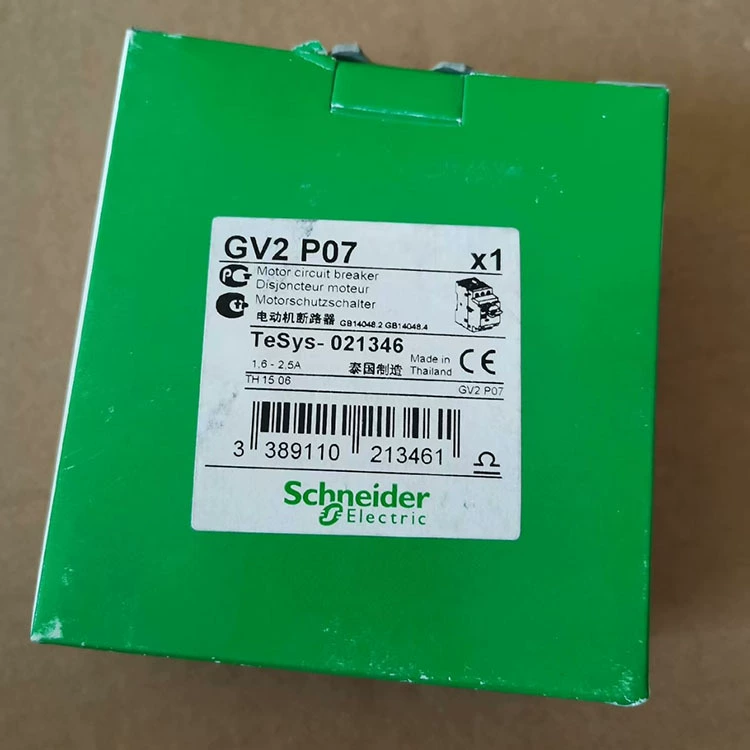 GV2 P07 x1
Motor circuit breaker
Disjoncteur moteur
Motorschutzschalter
电动机断路器 GB14048.2 GB14048.4
TeSys- 021346
1,6 - 2,5A 泰国制造 Made in Thailand CE
TH 15 06 GV2 P07
3 389110 213461
Schneider
Electric